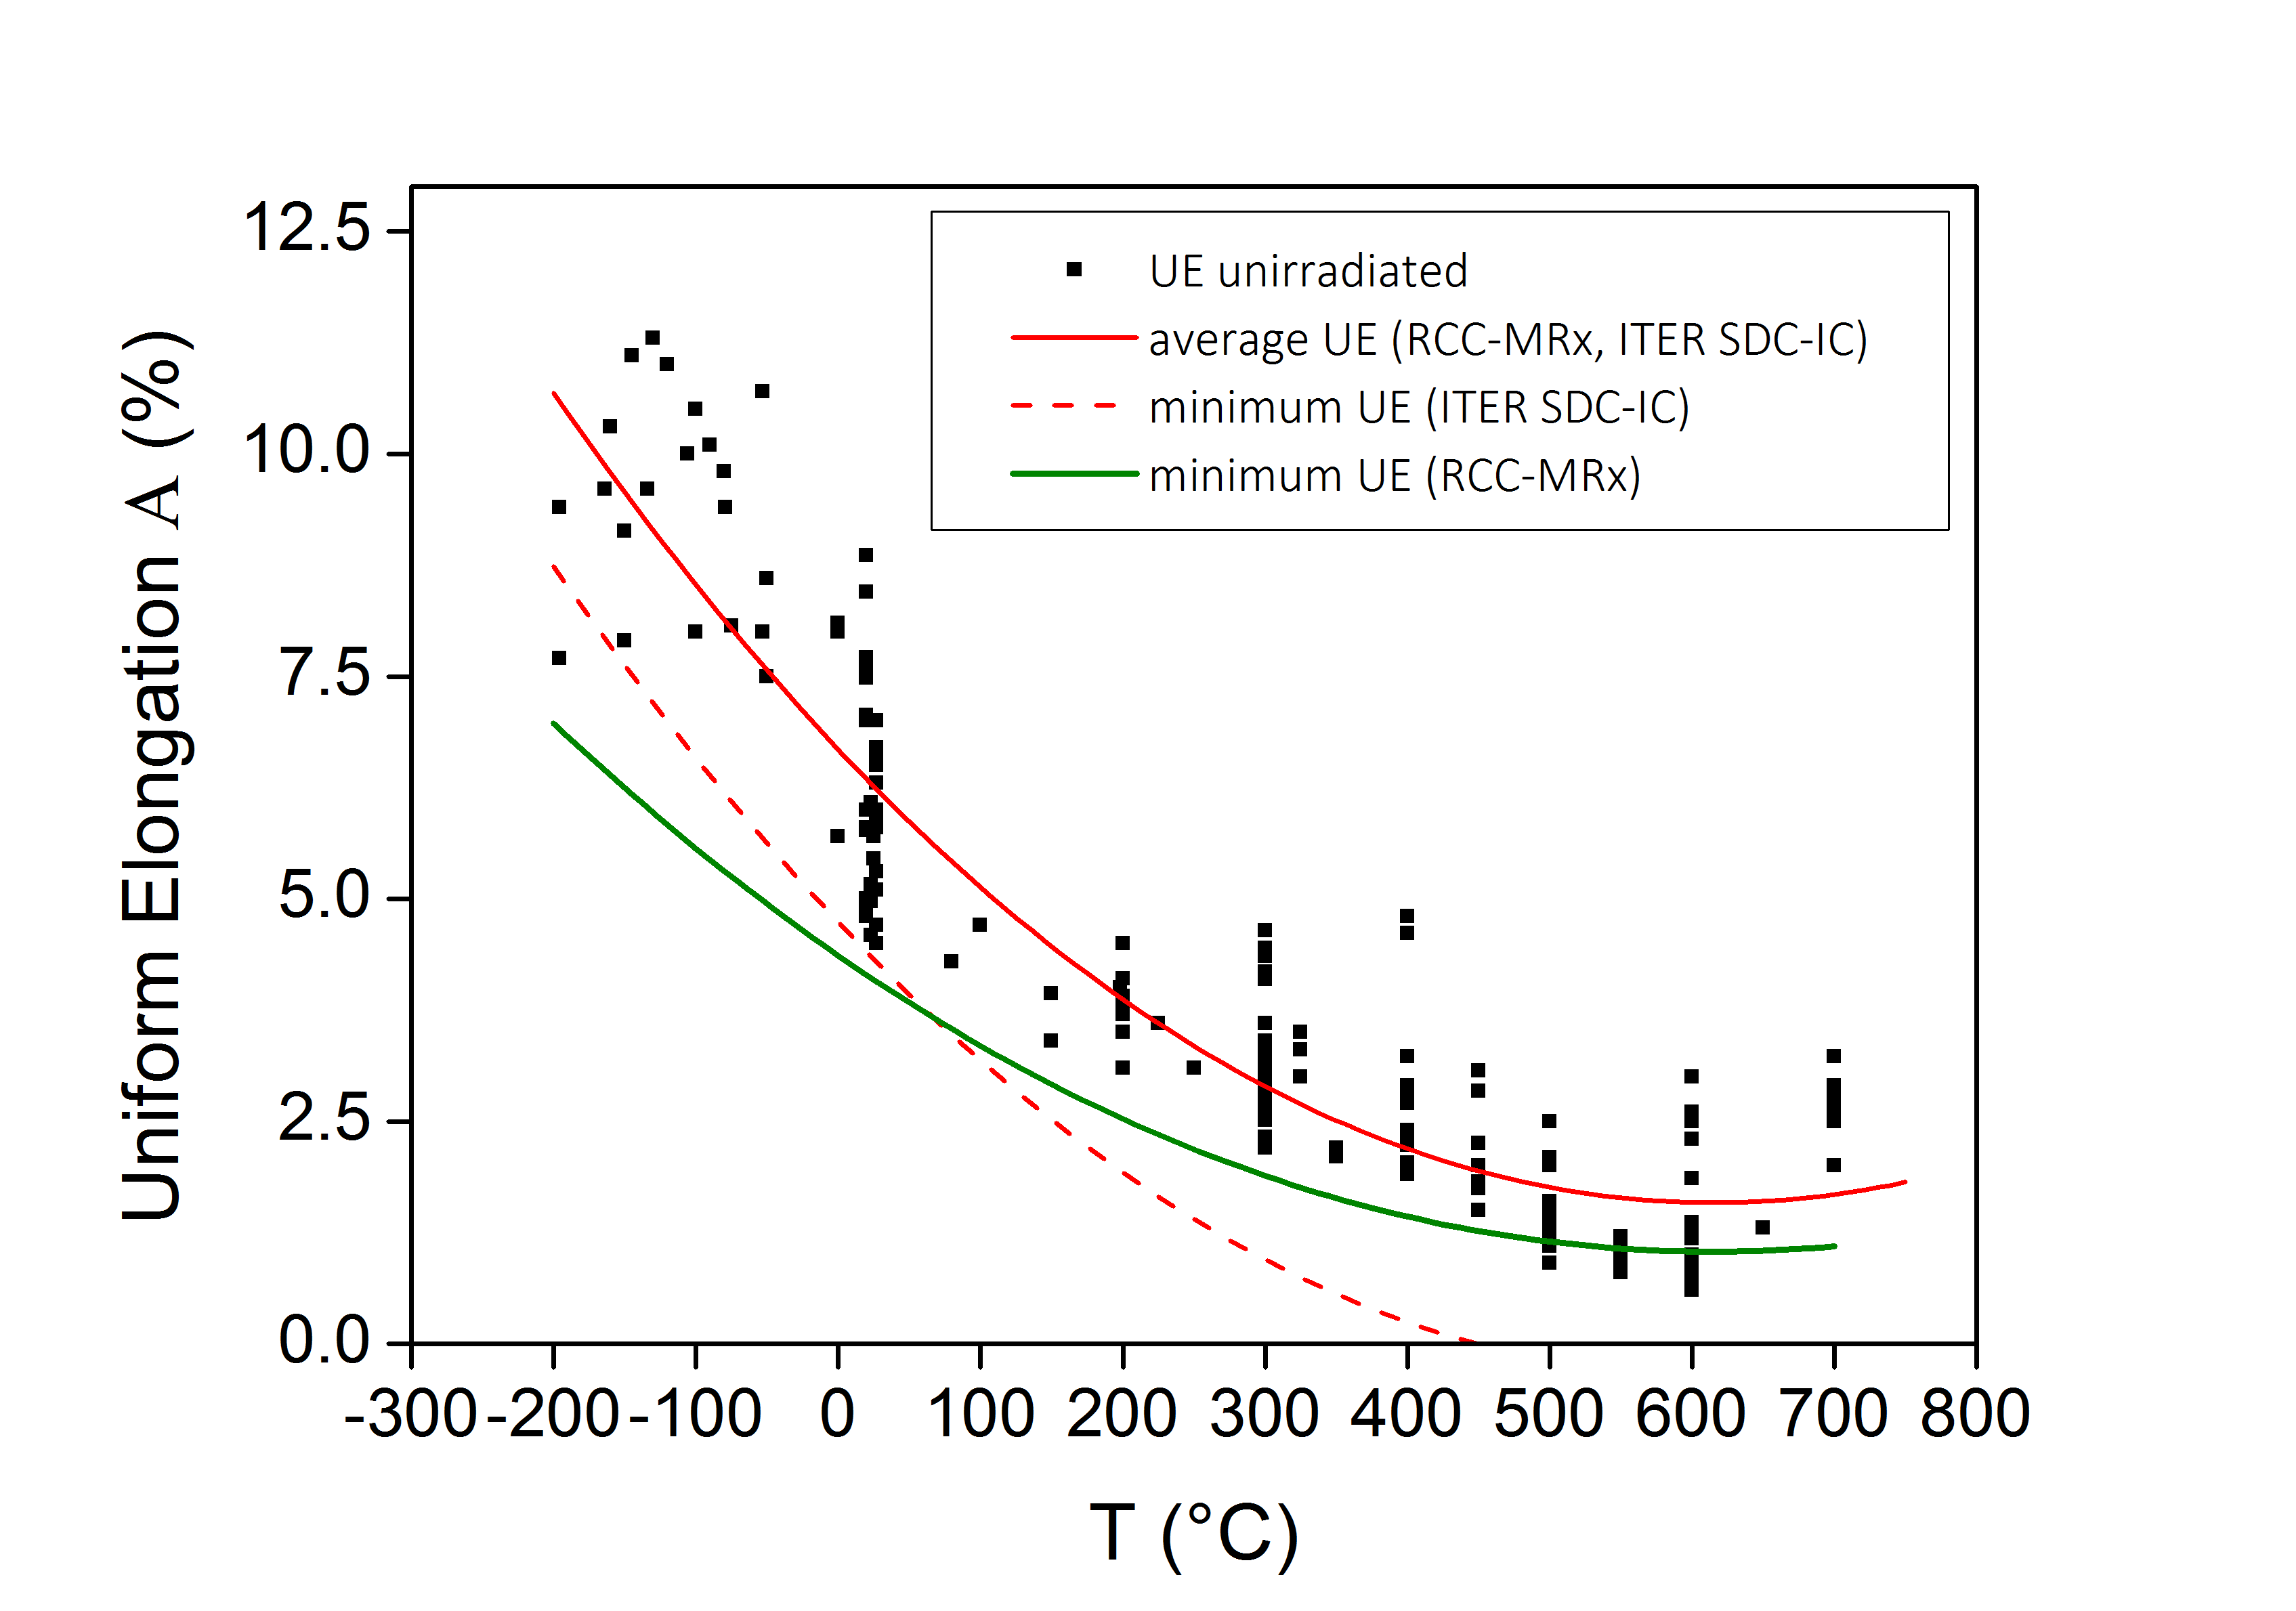 12.5
10.0
7.5
5.0
2.5
0.0
Uniform Elongation A (%)
UE unirradiated
average UE (RCC-MRx, ITER SDC-IC)
minimum UE (ITER SDC-IC)
minimum UE (RCC-MRx)
-300 -200 -100 0 100 200 300 400 500 600 700 800
T (°C)